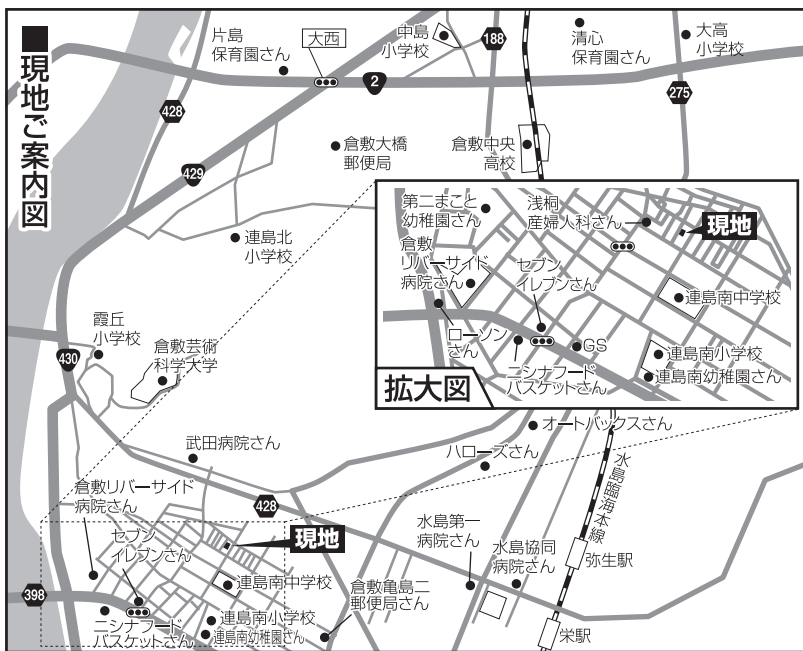 ■現地ご案内図
片島
保育園さん
大西
中島
小学校
188
清心
保育園さん
大高
小学校
2
428
275
429
倉敷大橋
郵便局
倉敷中央
高校
連島北
小学校
霞丘
小学校
430
倉敷芸術
科学大学
第二まこと
幼稚園さん
浅桐
産婦人科さん
現地
倉敷
リバーサイド
病院さん
セブン
イレブンさん
連島南中学校
ローソン
さん
GS
ニシナフード
バスケットさん
連島南小学校
連島南幼稚園さん
拡大図
オートバックスさん
ハローズさん
武田病院さん
水島臨海本線
倉敷リバーサイド
病院さん
428
セブン
イレブンさん
現地
水島第一
病院さん
水島協同
病院さん
弥生駅
連島南中学校
倉敷亀島二
郵便局さん
398
連島南小学校
連島南幼稚園さん
ニシナフード
バスケットさん
栄駅